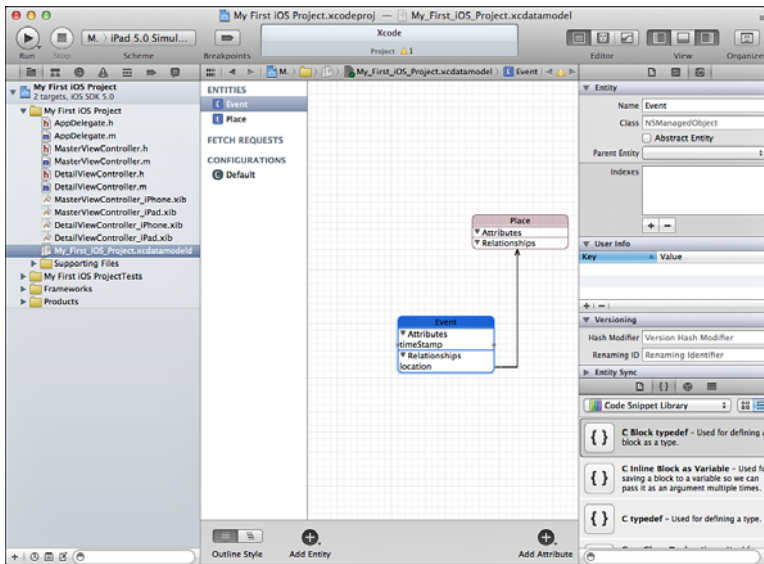 My First iOS Project.xcodeproj — My_First_iOS_Project.xcdatamodel
M. iPad 5.0 Simul...
Xcode
Project 1
Run
Stop
Scheme
Breakpoints
Editor
View
Organizer
My First iOS Project
2 targets, iOS SDK 5.0
My First iOS Project
AppDelegate.h
AppDelegate.m
MasterViewController.h
MasterViewController.m
DetailViewController.h
DetailViewController.m
MasterViewController_iPhone.xib
MasterViewController_iPad.xib
DetailViewController_iPhone.xib
DetailViewController_iPad.xib
My_First_iOS_Project.xcdatamodeld
Supporting Files
My First iOS ProjectTests
Frameworks
Products
M.
My_First_iOS_Project.xcdatamodel
Event
ENTITIES
E Event
E Place
FETCH REQUESTS
CONFIGURATIONS
C Default
Place
Attributes
Relationships
Event
Attributes
timeStamp
Relationships
location
Outline Style
Add Entity
Add Attribute
Entity
Name Event
Class NSManagedObject
Abstract Entity
Parent Entity
Indexes
User Info
Key Value
Versioning
Hash Modifier Version Hash Modifier
Renaming ID Renaming Identifier
Entity Sync
Code Snippet Library
{ } C Block typedef – Used for defining a
block as a type.
{ } C Inline Block as Variable – Used for
saving a block to a variable so we can
pass it as an argument multiple times.
{ } C typedef – Used for defining a type.